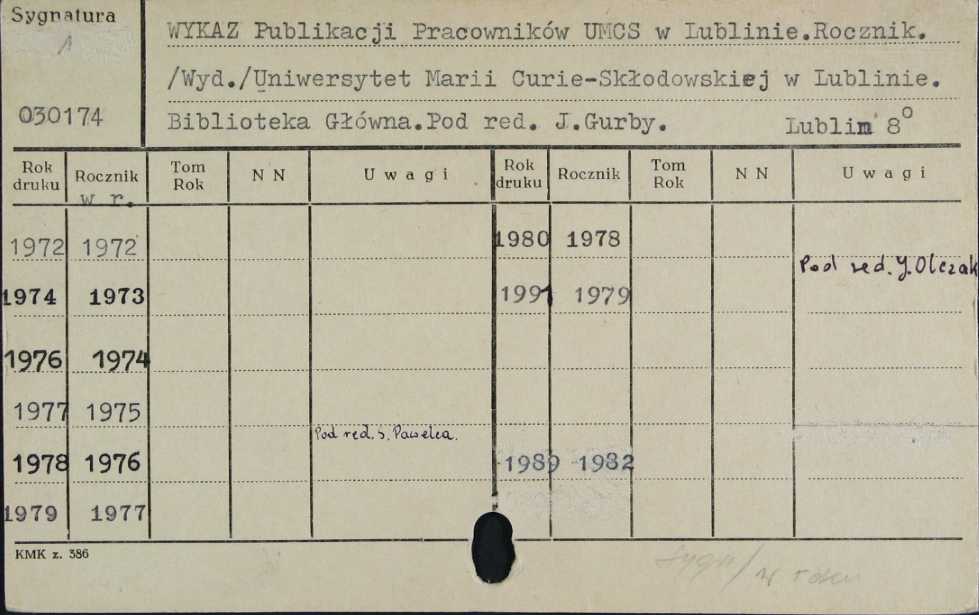 Sygnatura
1
030174
WYKAZ Publikacji Pracowników UMCS w Lublinie.Rocznik.
/Wyd./Uniwersytet Marii Curie-Skłodowskiej w Lublinie.
Biblioteka Główna.Pod red. J.Gurby. Lublin 8°
Rok druku Rocznik Tom Rok N N U w a g i Rok druku Rocznik Tom Rok N N U w a g i
w r.
1972 1972
1974 1973
1976 1974
1977 1975
Pod red. S. Pawelca.
1978 1976
1979 1977
1980 1978
Pod red. J. Olczak
1991 1979
1989 1982
KMK z. 386